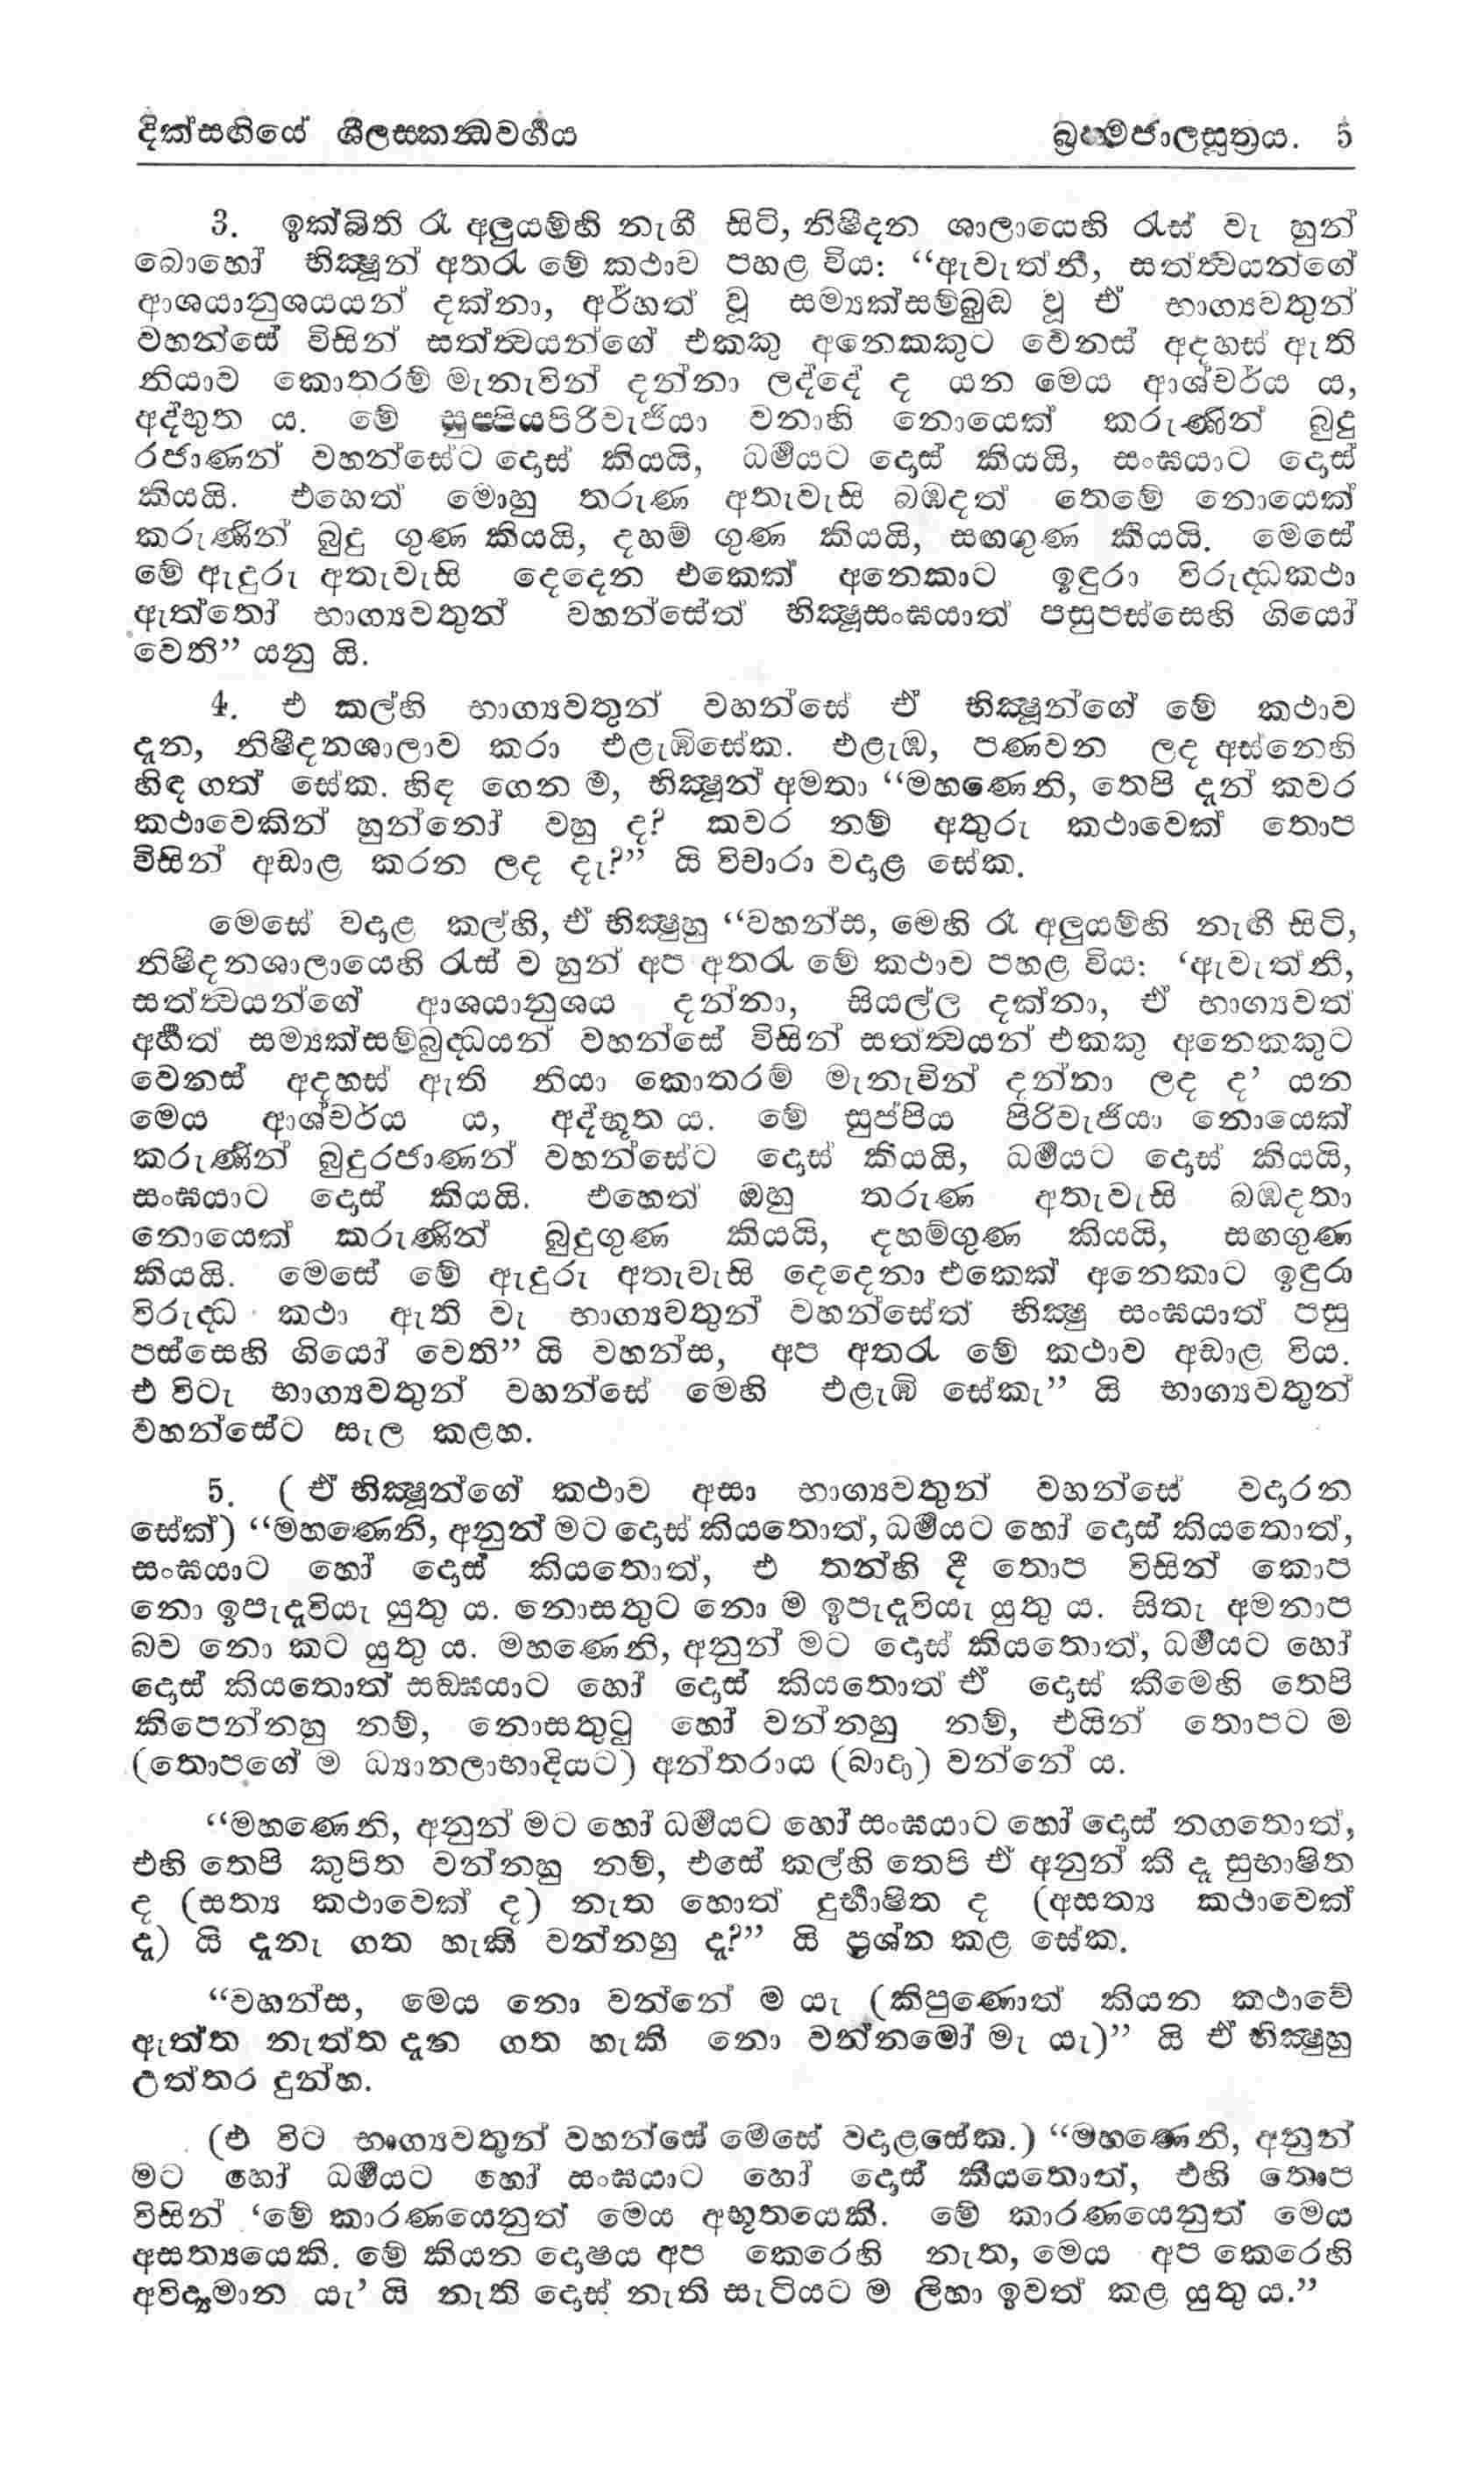 දික්සඟියේ ශීලස්කන්ධවර්ගය බ්‍රහ්මජාලසූත්‍රය. 5
3. ඉක්බිති රෑ අලුයම්හි නැගී සිටි, නිෂීදන ශාලායෙහි රැස් වැ හුන්
බොහෝ භික්‍ෂූන් අතරැ මේ කථාව පහළ විය: “ඇවැත්නි, සත්ත්‍වයන්ගේ
ආශයානුශයයන් දක්නා, අර්හත් වූ සම්‍යක්සම්බුද්ධ වූ ඒ භාග්‍යවතුන්
වහන්සේ විසින් සත්ත්‍වයන්ගේ එකකු අනෙකකුට වෙනස් අදහස් ඇති
නියාව කොතරම් මැනැවින් දන්නා ලද්දේ ද යන මෙය ආශ්චර්ය ය,
අද්භුත ය. මේ සුප්පියපිරිවැජියා වනාහි නොයෙක් කරුණින් බුදු
රජාණන් වහන්සේට දොස් කියයි, ධර්මයට දොස් කියයි, සංඝයාට දොස්
කියයි. එහෙත් මොහු තරුණ අතැවැසි බඹදත් තෙමේ නොයෙක්
කරුණින් බුදු ගුණ කියයි, දහම් ගුණ කියයි, සඟගුණ කියයි. මෙසේ
මේ ඇදුරු අතැවැසි දෙදෙන එකෙක් අනෙකාට ඉඳුරා විරුද්ධකථා
ඇත්තෝ භාග්‍යවතුන් වහන්සේත් භික්‍ෂුසංඝයාත් පසුපස්සෙහි ගියෝ
වෙති” යනු යි.
4. එ කල්හි භාග්‍යවතුන් වහන්සේ ඒ භික්‍ෂූන්ගේ මේ කථාව
දැන, නිෂීදනශාලාව කරා එළැඹිසේක. එළැඹ, පණවන ලද අස්නෙහි
හිඳ ගත් සේක. හිඳ ගෙන ම, භික්‍ෂූන් අමතා “මහණෙනි, තෙපි දැන් කවර
කථාවෙකින් හුන්නෝ වහු ද? කවර නම් අතුරු කථාවෙක් තොප
විසින් අඩාළ කරන ලද දැ?” යි විචාරා වදාළ සේක.
මෙසේ වදාළ කල්හි, ඒ භික්‍ෂුහු “වහන්ස, මෙහි රෑ අලුයම්හි නැඟී සිටි,
නිෂීදනශාලායෙහි රැස් ව හුන් අප අතරැ මේ කථාව පහළ විය: ‘ඇවැත්නි,
සත්ත්‍වයන්ගේ ආශයානුශය දන්නා, සියල්ල දක්නා, ඒ භාග්‍යවත්
අර්හත් සම්‍යක්සම්බුද්ධයන් වහන්සේ විසින් සත්ත්‍වයන් එකකු අනෙකකුට
වෙනස් අදහස් ඇති නියා කොතරම් මැනැවින් දන්නා ලද ද’ යන
මෙය ආශ්චර්ය ය, අද්භූත ය. මේ සුප්පිය පිරිවැජියා නොයෙක්
කරුණින් බුදුරජාණන් වහන්සේට දොස් කියයි, ධර්මයට දොස් කියයි,
සංඝයාට දොස් කියයි. එහෙත් ඔහු තරුණ අතැවැසි බඹදතා
නොයෙක් කරුණින් බුදුගුණ කියයි, දහම්ගුණ කියයි, සඟගුණ
කියයි. මෙසේ මේ ඇදුරු අතැවැසි දෙදෙනා එකෙක් අනෙකාට ඉඳුරා
විරුද්ධ කථා ඇති වැ භාග්‍යවතුන් වහන්සේත් භික්‍ෂු සංඝයාත් පසු
පස්සෙහි ගියෝ වෙති” යි වහන්ස, අප අතරැ මේ කථාව අඩාළ විය.
එ විටැ භාග්‍යවතුන් වහන්සේ මෙහි එළැඹි සේකැ” යි භාග්‍යවතුන්
වහන්සේට සැල කළහ.
5. (ඒ භික්‍ෂූන්ගේ කථාව අසා භාග්‍යවතුන් වහන්සේ වදාරන
සේක්) “මහණෙනි, අනුන් මට දොස් කියතොත්, ධර්මයට හෝ දොස් කියතොත්,
සංඝයාට හෝ දොස් කියතොත්, එ තන්හි දී තොප විසින් කොප
නො ඉපැදැවියැ යුතු ය. නොසතුට නො ම ඉපැදැවියැ යුතු ය. සිතැ අමනාප
බව නො කට යුතු ය. මහණෙනි, අනුන් මට දොස් කියතොත්, ධර්මයට හෝ
දොස් කියතොත් සඞ්ඝයාට හෝ දොස් කියතොත් ඒ දොස් කීමෙහි තෙපි
කිපෙන්නහු නම්, නොසතුටු හෝ වන්නහු නම්, එයින් තොපට ම
(තොපගේ ම ධ්‍යානලාභාදියට) අන්තරාය (බාදා) වන්නේ ය.
“මහණෙනි, අනුන් මට හෝ ධර්මයට හෝ සංඝයාට හෝ දොස් නගතොත්,
එහි තෙපි කුපිත වන්නහු නම්, එසේ කල්හි තෙපි ඒ අනුන් කී දෑ සුභාෂිත
ද (සත්‍ය කථාවෙක් ද) නැත හොත් දුර්භාෂිත ද (අසත්‍ය කථාවෙක්
දැ) යි දැනැ ගත හැකි වන්නහු දැ?” යි ප්‍රශ්න කළ සේක.
“වහන්ස, මෙය නො වන්නේ ම යැ (කිපුණොත් කියන කථාවේ
ඇත්ත නැත්ත දැන ගත හැකි නො වන්නමෝ මැ යැ)” යි ඒ භික්‍ෂුහු
උත්තර දුන්හ.
(එ විට භාග්‍යවතුන් වහන්සේ මෙසේ වදාළසේක.) “මහණෙනි, අනුන්
මට හෝ ධර්මයට හෝ සංඝයාට හෝ දොස් කියතොත්, එහි තොප
විසින් ‘මේ කාරණයෙනුත් මෙය අභූතයෙකි. මේ කාරණයෙනුත් මෙය
අසත්‍යයෙකි. මේ කියන දොෂය අප කෙරෙහි නැත, මෙය අප කෙරෙහි
අවිද්‍යමාන යැ’ යි නැති දොස් නැති සැටියට ම ලිහා ඉවත් කළ යුතු ය.”